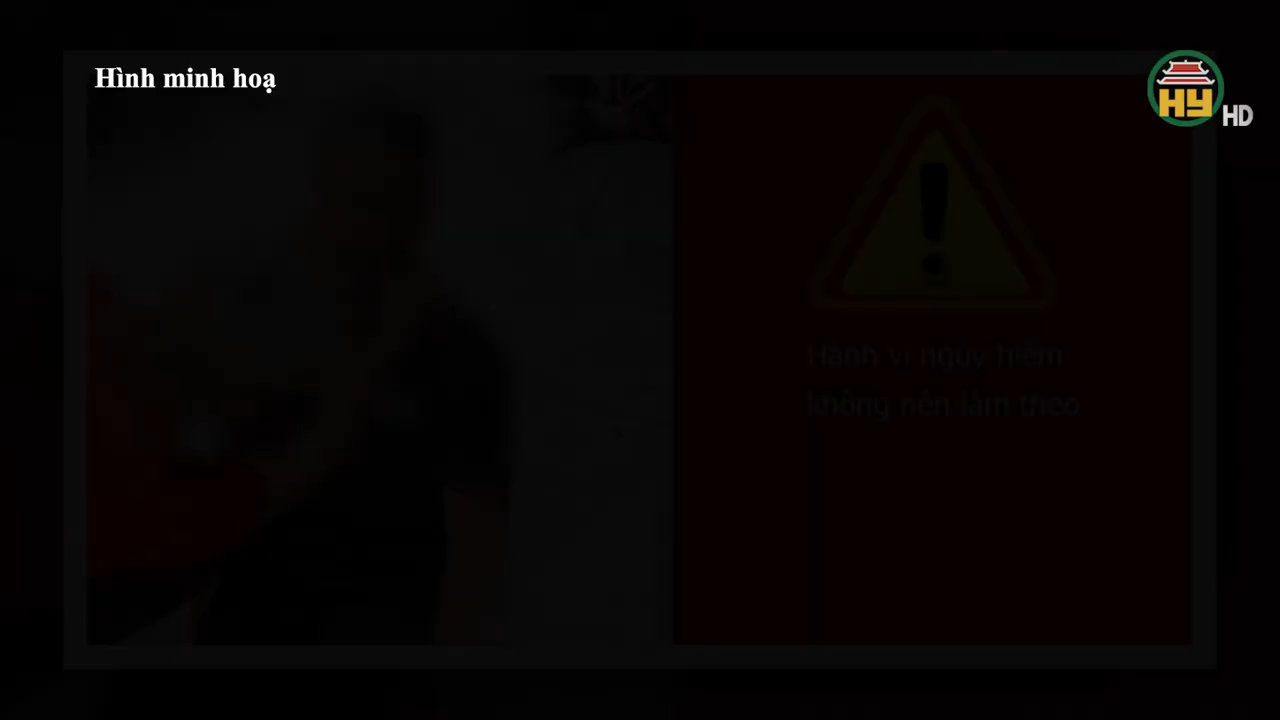 Hình minh hoạ
HY
HD
Hành vi nguy hiểm
không nên làm theo